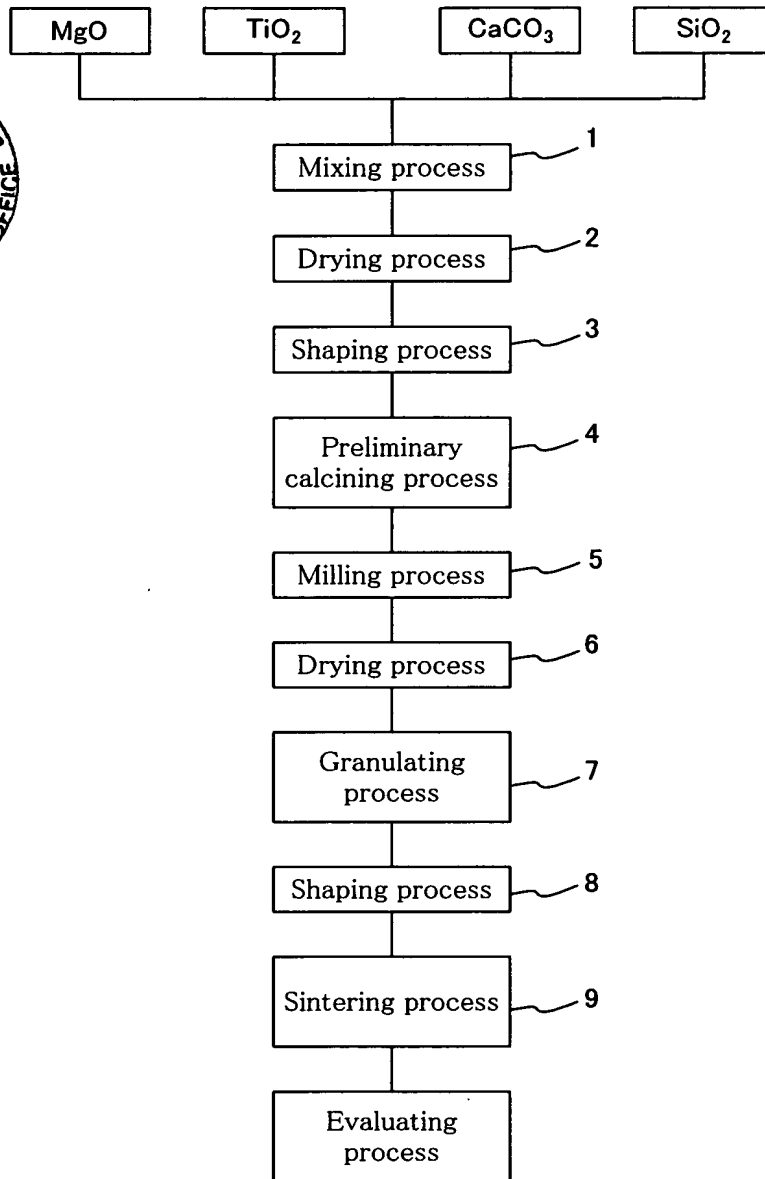 MgO
TiO₂
CaCO₃
SiO₂
Mixing process
1
Drying process
2
Shaping process
3
Preliminary
calcining process
4
Milling process
5
Drying process
6
Granulating
process
7
Shaping process
8
Sintering process
9
Evaluating
process